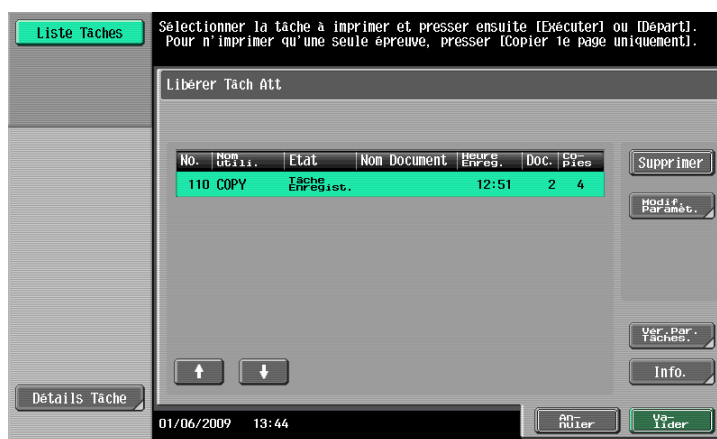 Liste Tâches
Sélectionner la tâche à imprimer et presser ensuite [Exécuter] ou [Départ].
Pour n'imprimer qu'une seule épreuve, presser [Copier 1e page uniquement].
Libérer Tâch Att
No. Nom utili. Etat Nom Document Heure Enreg. Doc. Co-pies
110 COPY Tâche Enregist. 12:51 2 4
Supprimer
Modif.
Paramèt.
Vér.Par.
Tâches.
Info.
Détails Tâche
01/06/2009 13:44
An-
nuler
Va-
lider